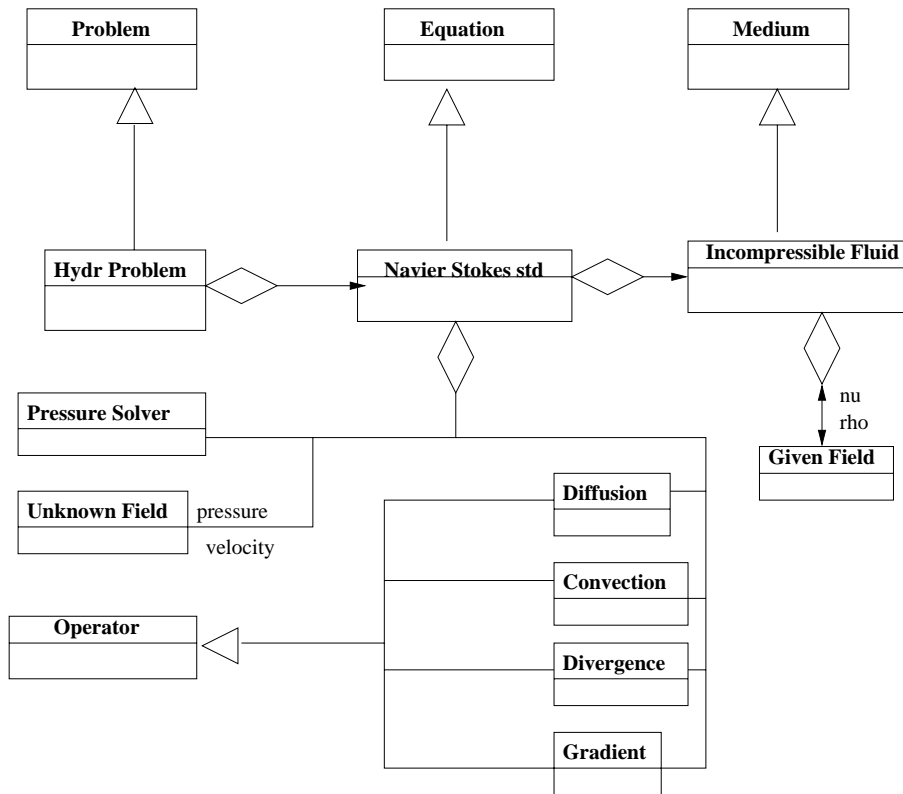 Problem
Equation
Medium
Hydr Problem
Navier Stokes std
Incompressible Fluid
nu
rho
Pressure Solver
Given Field
Unknown Field
pressure
velocity
Diffusion
Convection
Operator
Divergence
Gradient